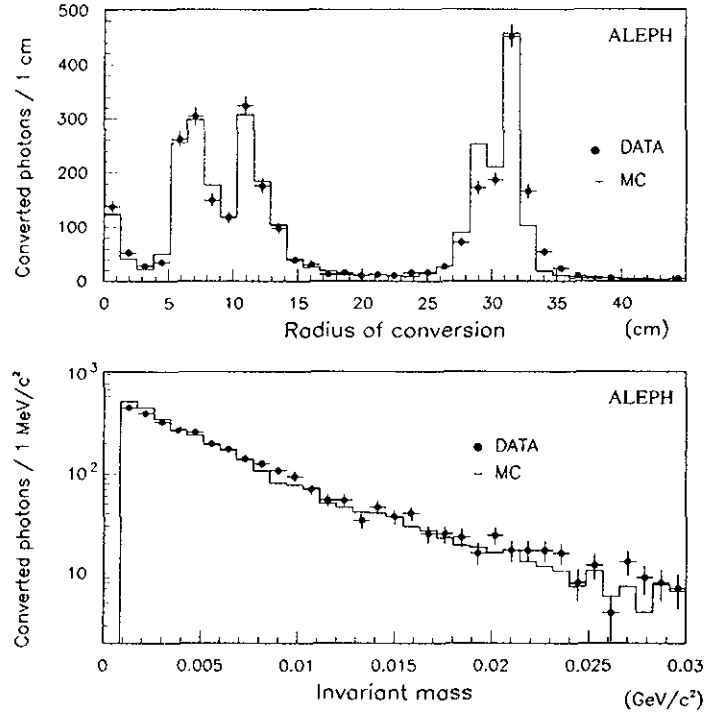 Converted photons / 1 cm
500
400
300
200
100
0
ALEPH
DATA
MC
0 5 10 15 20 25 30 35 40
Radius of conversion (cm)
Converted photons / 1 MeV/c²
10³
10²
10
ALEPH
DATA
MC
0 0.005 0.01 0.015 0.02 0.025 0.03
Invariant mass (GeV/c²)